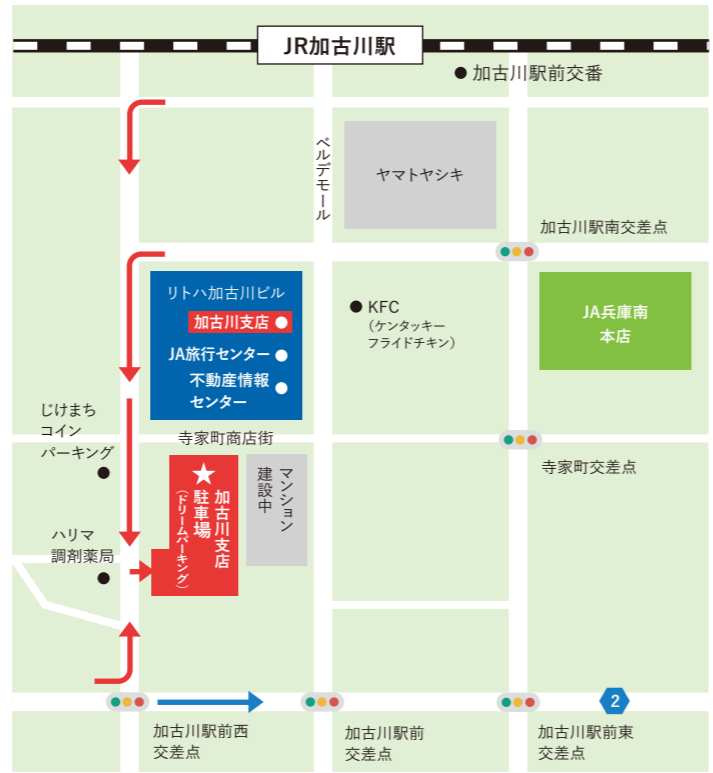 JR加古川駅
加古川駅前交番
ベルデモール
ヤマトヤシキ
加古川駅南交差点
リトハ加古川ビル
加古川支店
JA旅行センター
不動産情報
センター
KFC
（ケンタッキー
フライドチキン）
JA兵庫南
本店
じけまち
コイン
パーキング
寺家町商店街
寺家町交差点
★
加古川支店
駐車場
（ドリームパーキング）
マンション
建設中
ハリマ
調剤薬局
2
加古川駅前西
交差点
加古川駅前
交差点
加古川駅前東
交差点